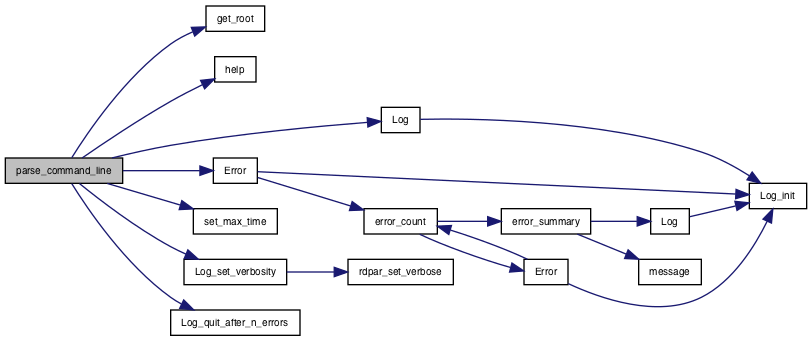 parse_command_line
get_root
help
Log
Error
set_max_time
Log_set_verbosity
Log_quit_after_n_errors
error_count
rdpar_set_verbose
error_summary
Error
Log
message
Log_init